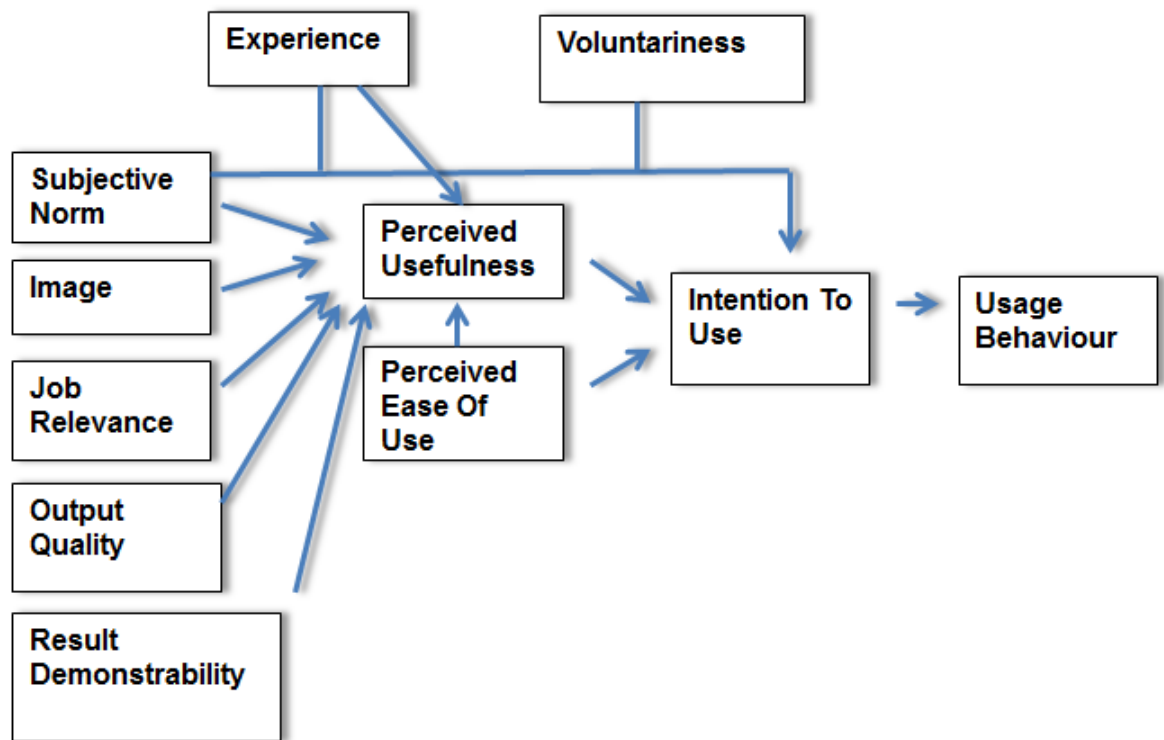 Experience
Voluntariness
Subjective
Norm
Perceived
Usefulness
Image
Intention To
Use
Usage
Behaviour
Job
Relevance
Perceived
Ease Of
Use
Output
Quality
Result
Demonstrability